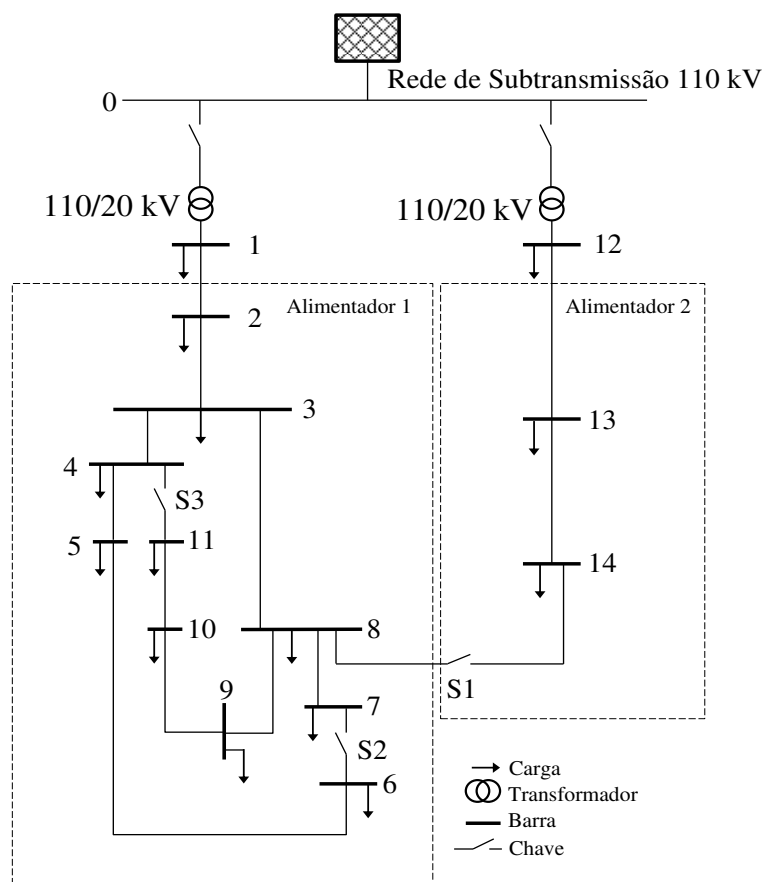 Rede de Subtransmissão 110 kV
0
110/20 kV
110/20 kV
1
12
Alimentador 1
Alimentador 2
2
3
13
4
S3
5
11
14
10
8
9
S1
7
S2
6
Carga
Transformador
Barra
Chave